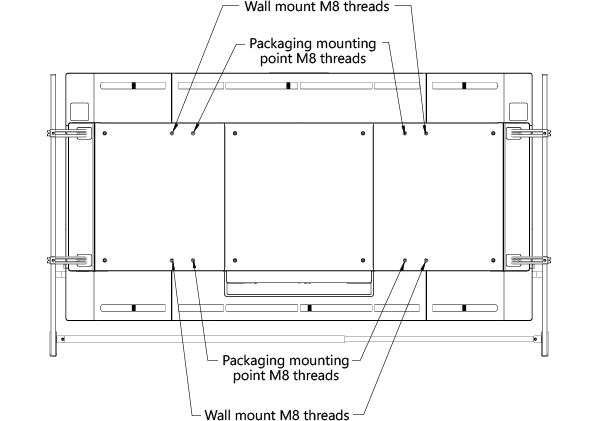 Wall mount M8 threads
Packaging mounting
point M8 threads
Packaging mounting
point M8 threads
Wall mount M8 threads